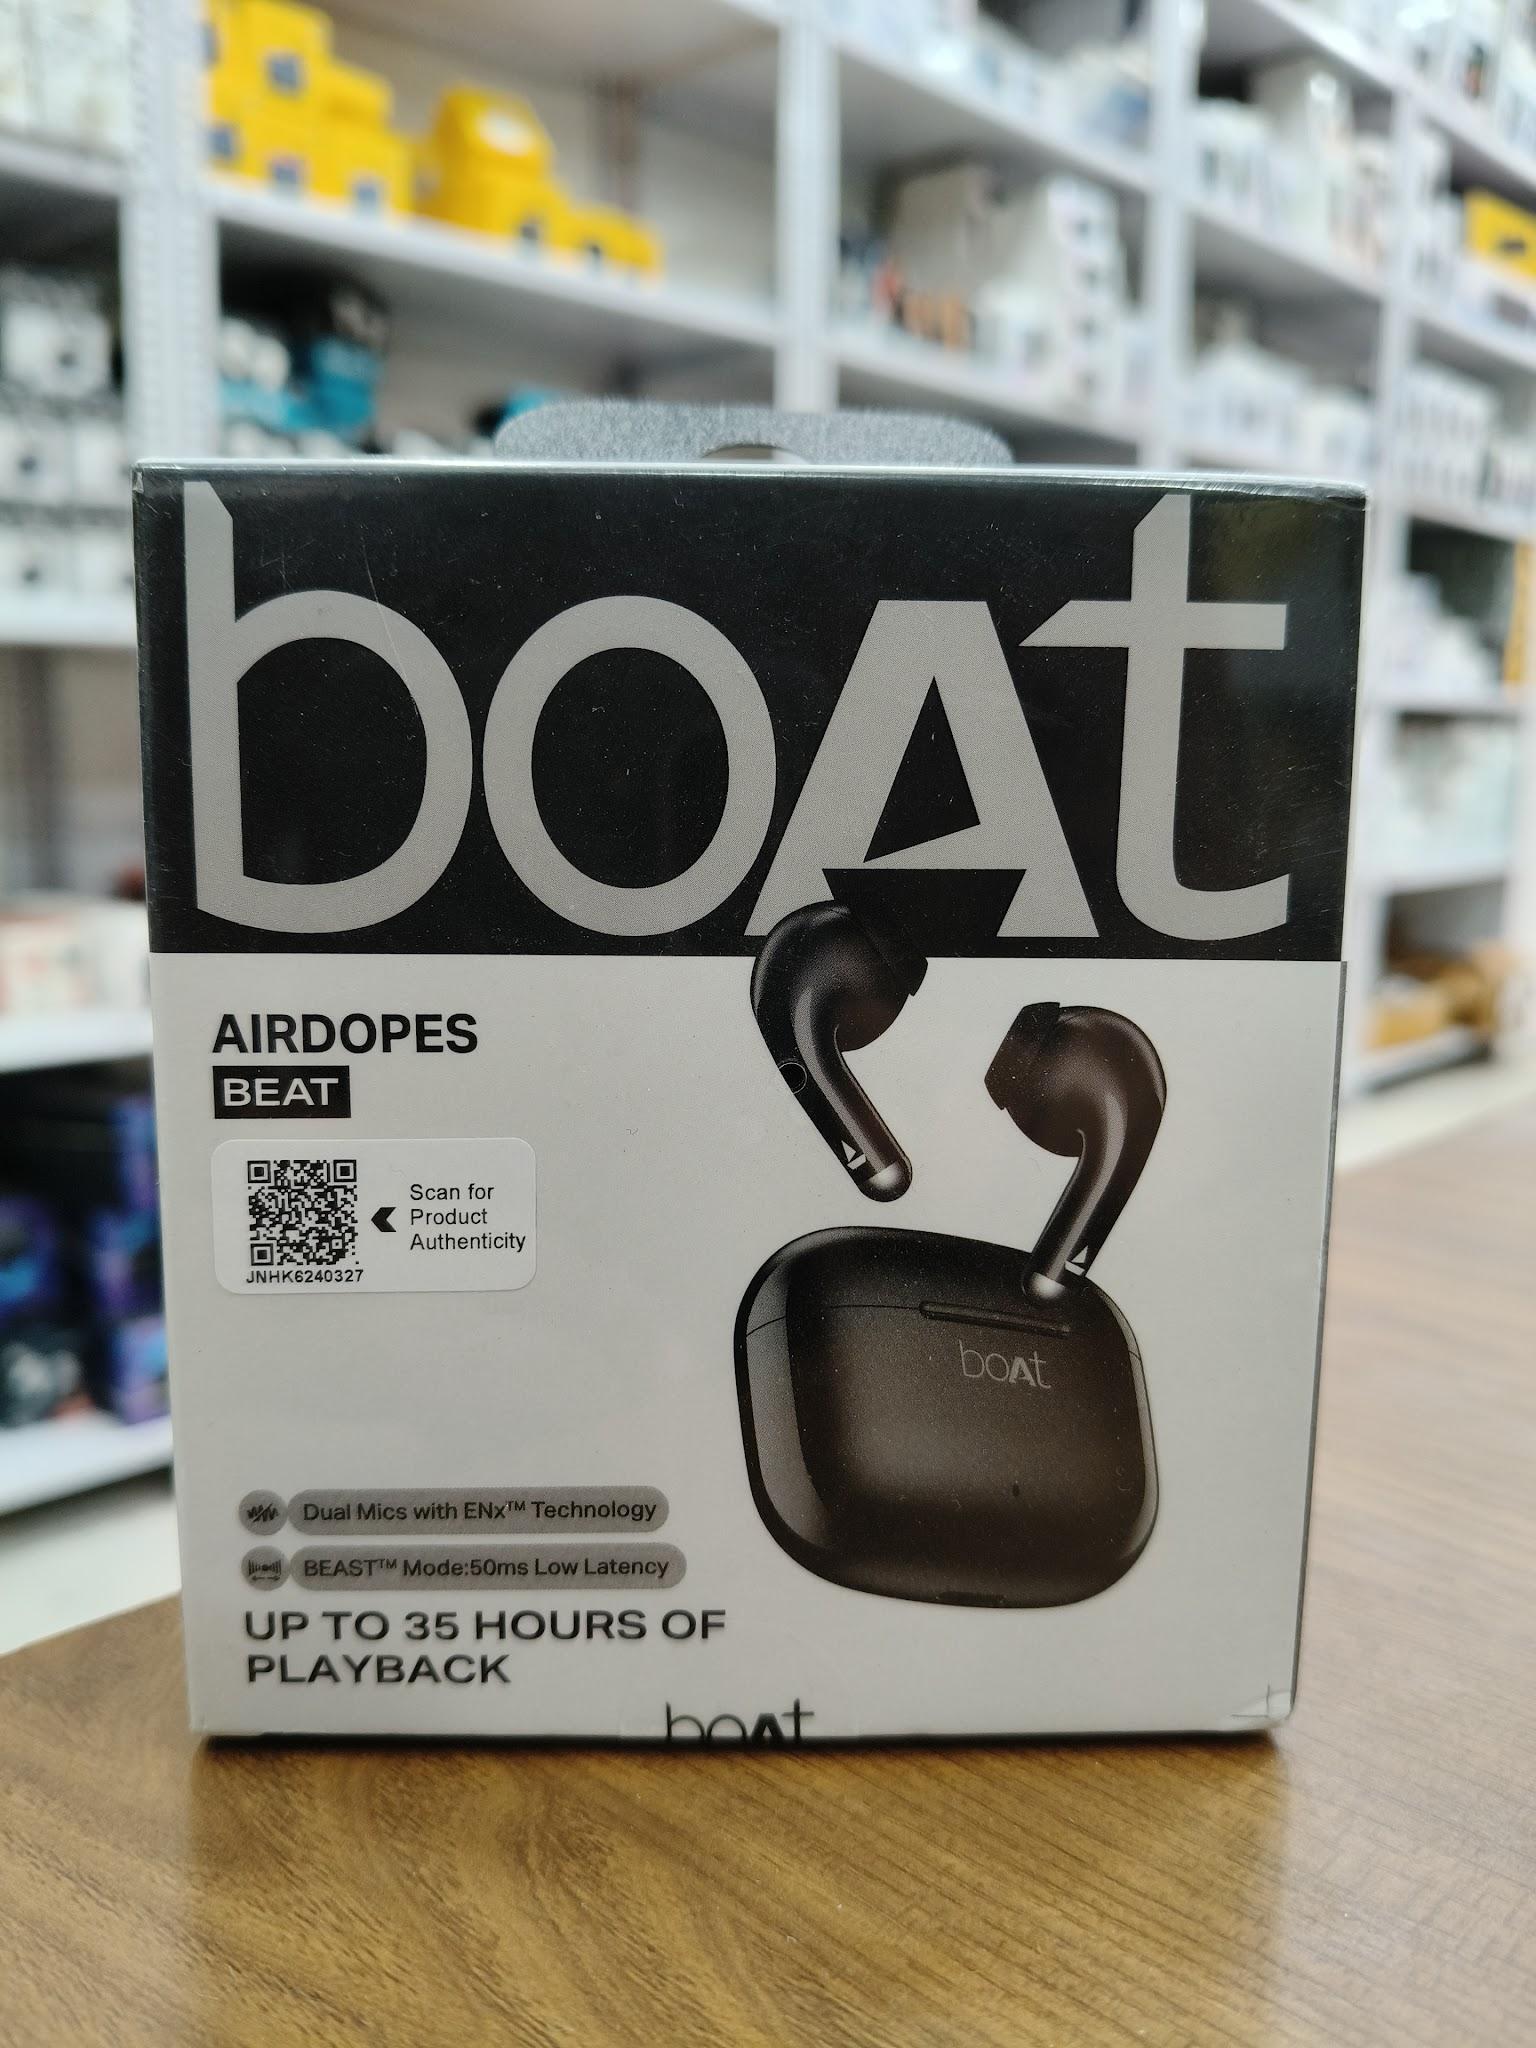 boAt
AIRDOPES
BEAT
Scan for
Product
Authenticity
JNHK6240327
boAt
Dual Mics with ENx™ Technology
BEAST™ Mode:50ms Low Latency
UP TO 35 HOURS OF
PLAYBACK
boAt